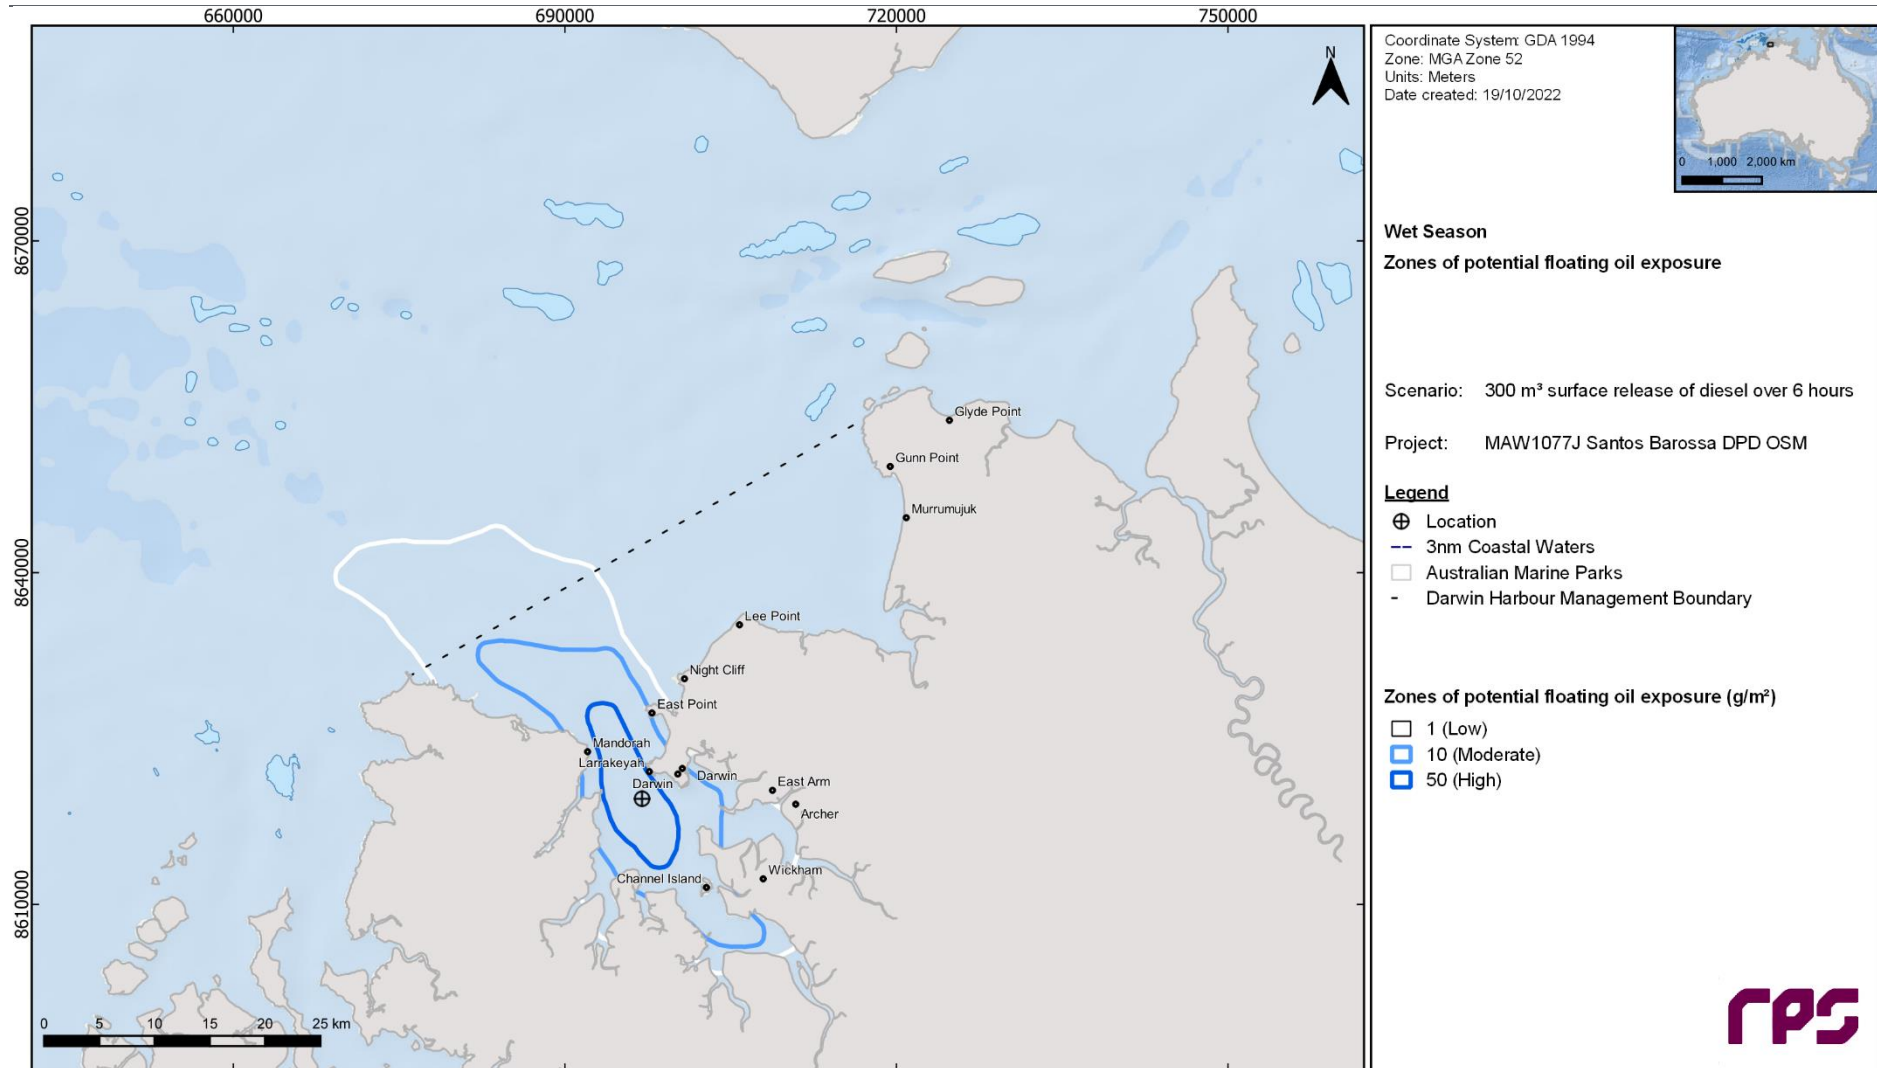 660000 690000 720000 750000
8670000
8640000
8610000
N
Glyde Point
Gunn Point
Murrumujuk
Lee Point
Night Cliff
East Point
Mandorah
Larrakeyah
Darwin
Darwin
East Arm
Archer
Wickham
Channel Island
0 5 10 15 20 25 km
Coordinate System: GDA 1994
Zone: MGA Zone 52
Units: Meters
Date created: 19/10/2022
0 1,000 2,000 km
Wet Season
Zones of potential floating oil exposure
Scenario: 300 m³ surface release of diesel over 6 hours
Project: MAW1077J Santos Barossa DPD OSM
Legend
Location
3nm Coastal Waters
Australian Marine Parks
Darwin Harbour Management Boundary
Zones of potential floating oil exposure (g/m²)
1 (Low)
10 (Moderate)
50 (High)
rps